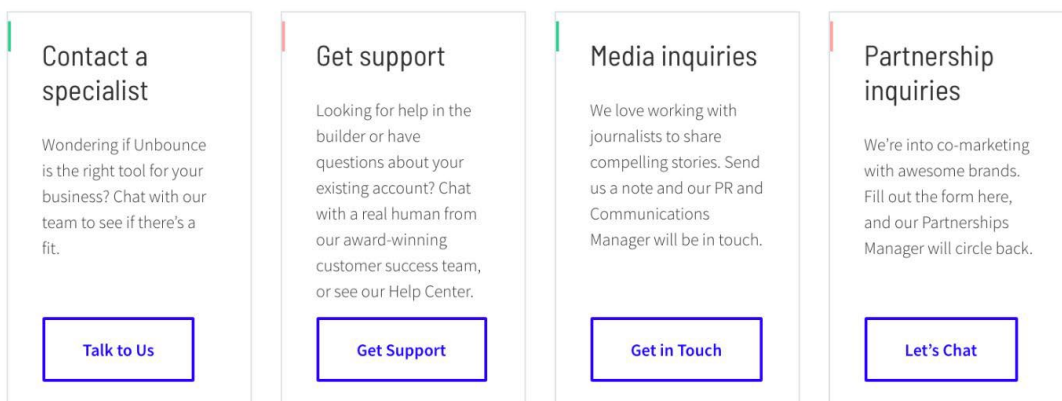 Contact a
specialist
Wondering if Unbounce
is the right tool for your
business? Chat with our
team to see if there’s a
fit.
Talk to Us
Get support
Looking for help in the
builder or have
questions about your
existing account? Chat
with a real human from
our award-winning
customer success team,
or see our Help Center.
Get Support
Media inquiries
We love working with
journalists to share
compelling stories. Send
us a note and our PR and
Communications
Manager will be in touch.
Get in Touch
Partnership
inquiries
We’re into co-marketing
with awesome brands.
Fill out the form here,
and our Partnerships
Manager will circle back.
Let’s Chat